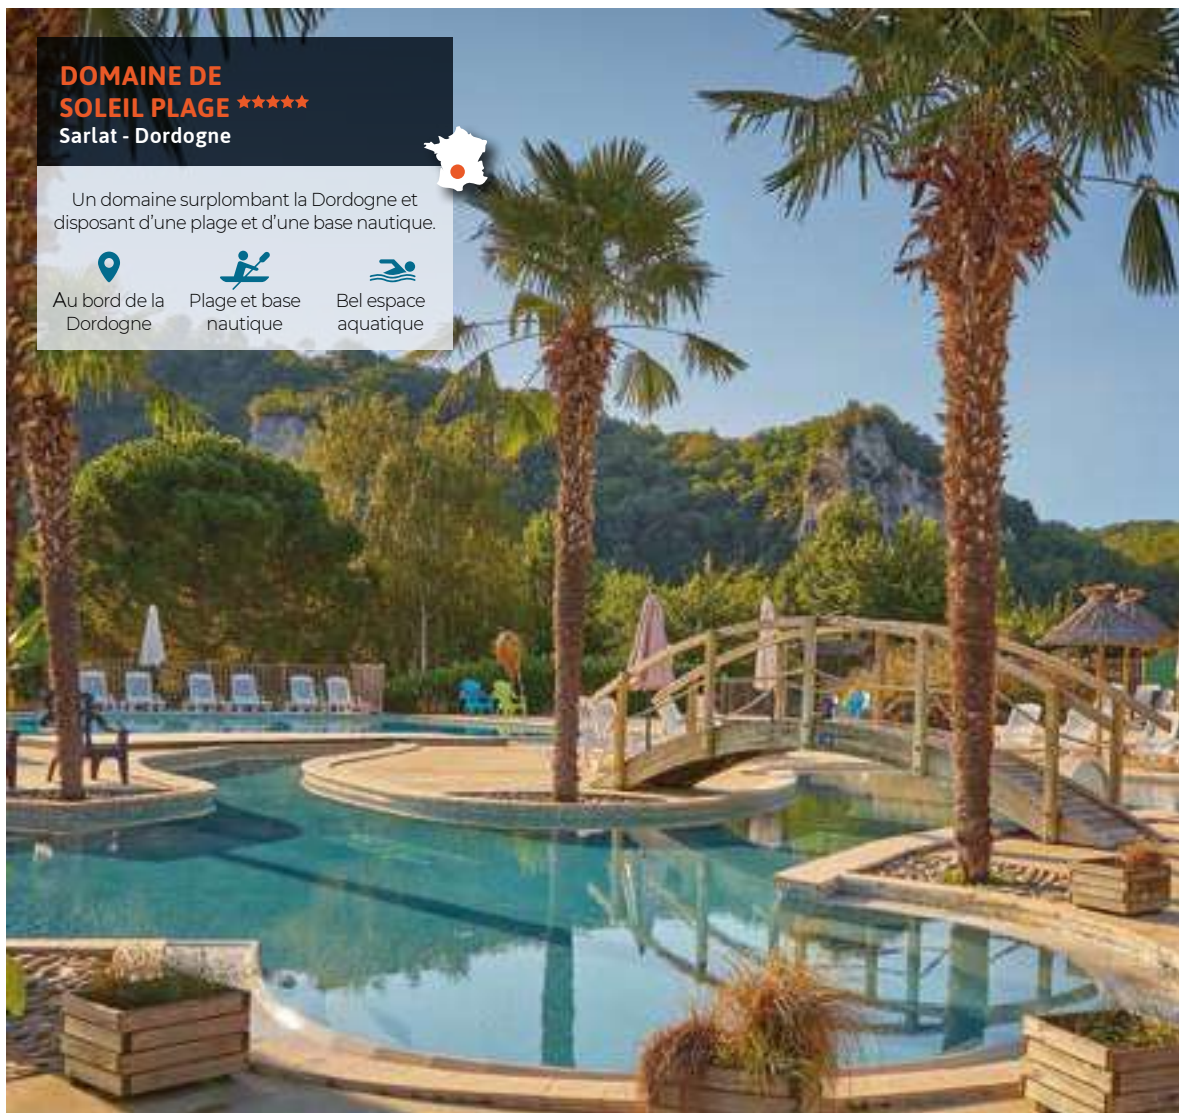 DOMAINE DE
SOLEIL PLAGE ★★★★★
Sarlat - Dordogne
Un domaine surplombant la Dordogne et
disposant d'une plage et d'une base nautique.
Au bord de la
Dordogne
Plage et base
nautique
Bel espace
aquatique